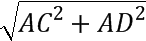 √(AC² + AD²)